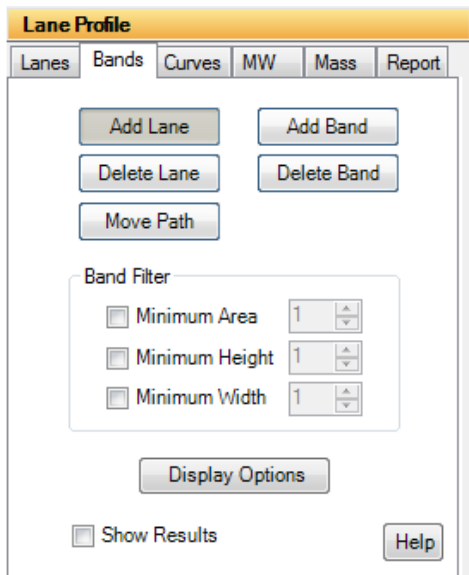 Lane Profile
Lanes Bands Curves MW Mass Report
Add Lane Add Band
Delete Lane Delete Band
Move Path
Band Filter
Minimum Area 1
Minimum Height 1
Minimum Width 1
Display Options
Show Results Help